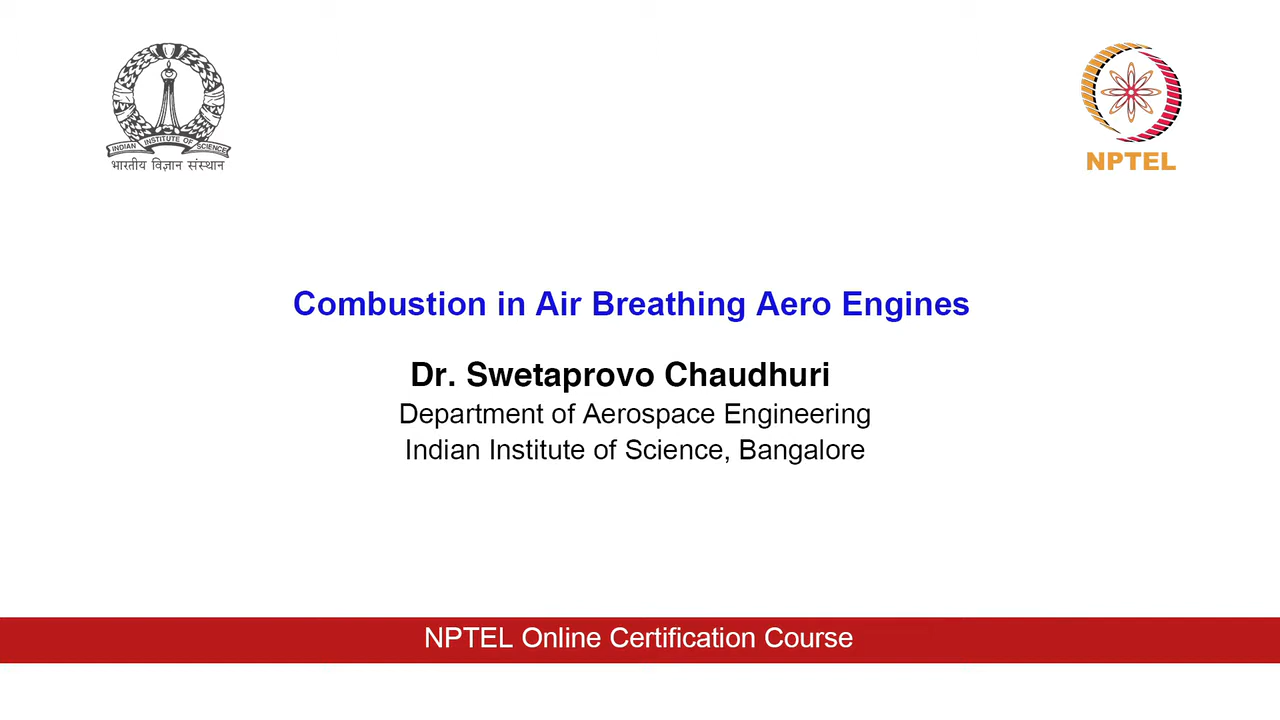 INDIAN INSTITUTE OF SCIENCE
भारतीय विज्ञान संस्थान
NPTEL
Combustion in Air Breathing Aero Engines
Dr. Swetaprovo Chaudhuri
Department of Aerospace Engineering
Indian Institute of Science, Bangalore
NPTEL Online Certification Course